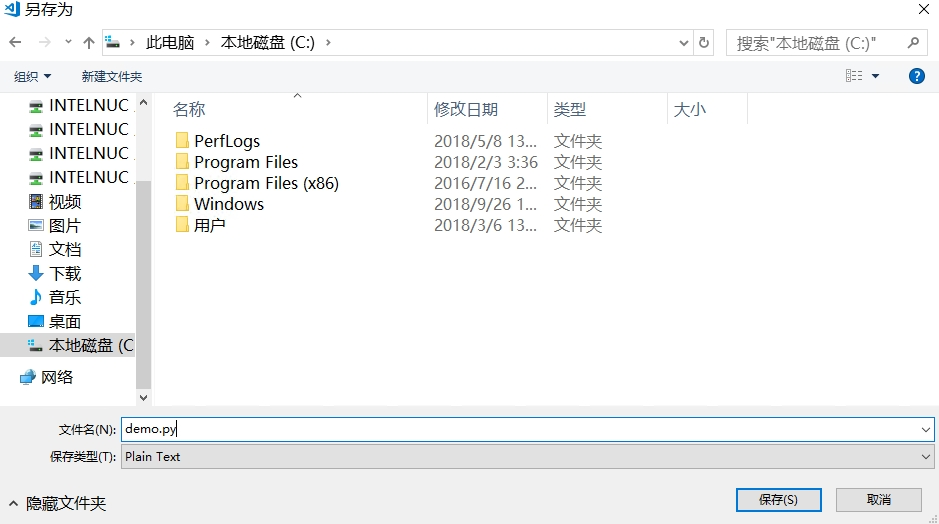 另存为
此电脑 › 本地磁盘 (C:) ›
搜索"本地磁盘 (C:)"
组织 新建文件夹
INTELNUC
INTELNUC
INTELNUC
INTELNUC
视频
图片
文档
下载
音乐
桌面
本地磁盘 (C
网络
名称 修改日期 类型 大小
PerfLogs 2018/5/8 13... 文件夹
Program Files 2018/2/3 3:36 文件夹
Program Files (x86) 2016/7/16 2... 文件夹
Windows 2018/9/26 1... 文件夹
用户 2018/3/6 13... 文件夹
文件名(N): demo.py
保存类型(T): Plain Text
隐藏文件夹
保存(S) 取消